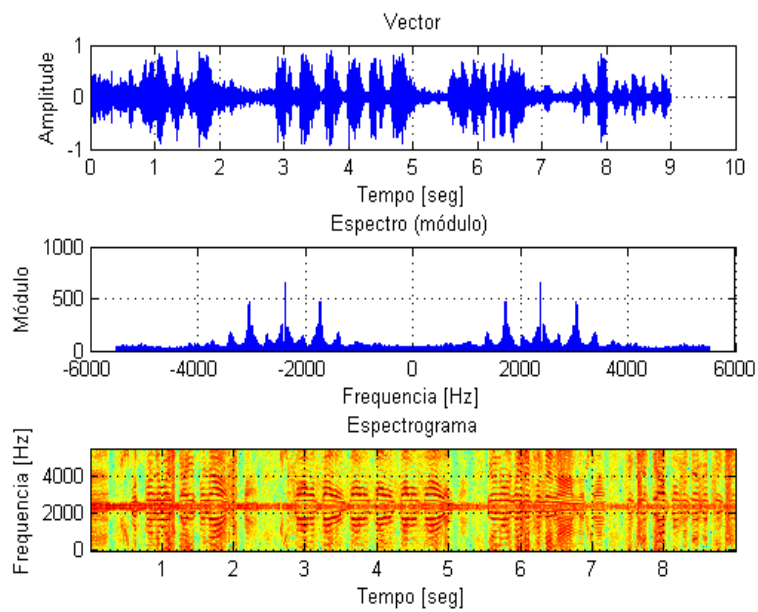 Vector
Amplitude
1
0
-1
0 1 2 3 4 5 6 7 8 9 10
Tempo [seg]
Espectro (módulo)
Módulo
1000
500
0
-6000 -4000 -2000 0 2000 4000 6000
Frequencia [Hz]
Espectrograma
Frequencia [Hz]
4000
2000
0
1 2 3 4 5 6 7 8
Tempo [seg]